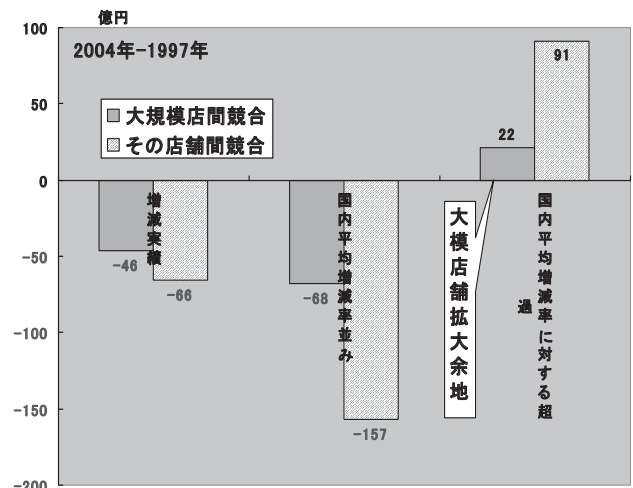 億円
100
50
0
-50
-100
-150
-200
2004年-1997年
大規模店間競合
その店舗間競合
増減実績
国内平均増減率並み
国内平均増減率に対する超過
大模店舗拡大余地
-46
-66
-68
-157
22
91